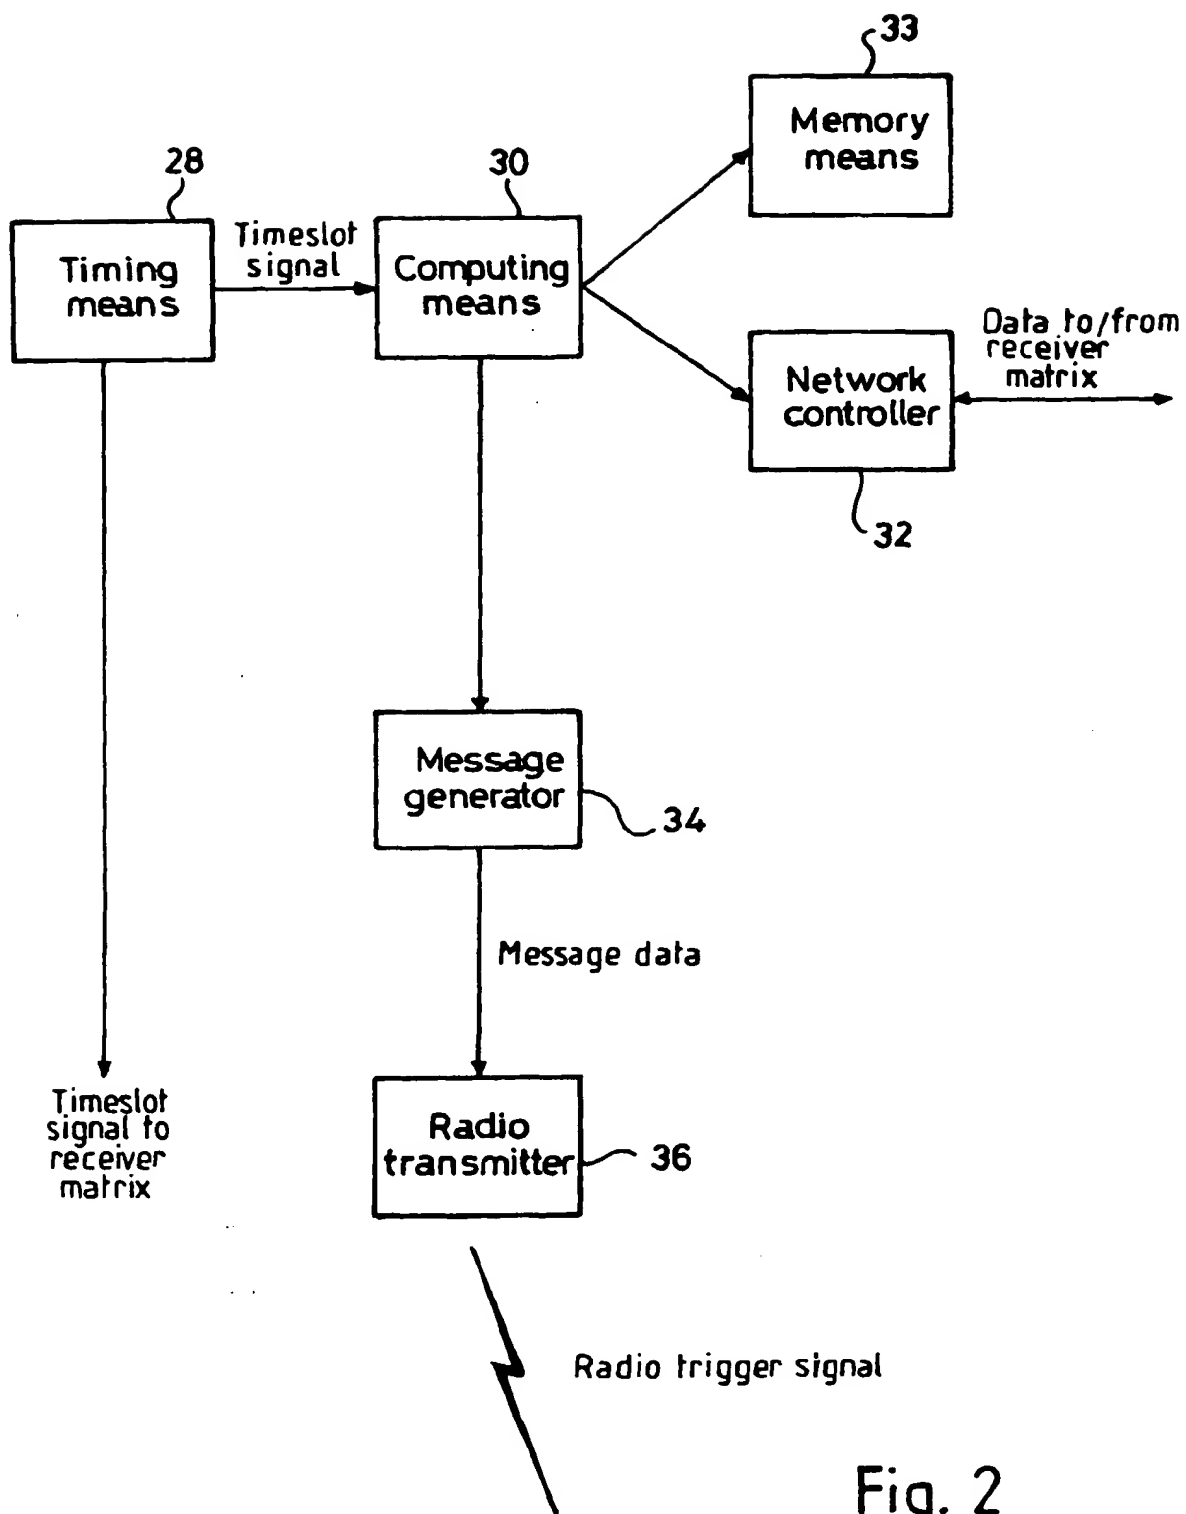 33
Memory
means
28
30
Timing
means
Timeslot
signal
Computing
means
Data to/from
receiver
matrix
Network
controller
32
Message
generator
34
Message data
Timeslot
signal to
receiver
matrix
Radio
transmitter
36
Radio trigger signal
Fig. 2